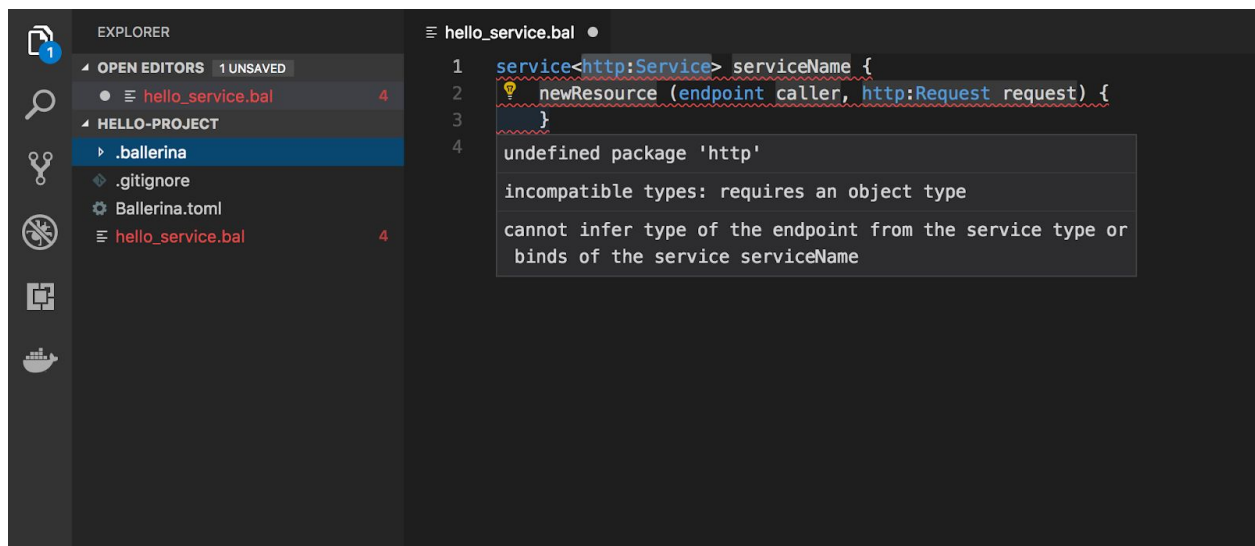 EXPLORER
OPEN EDITORS 1 UNSAVED
hello_service.bal 4
HELLO-PROJECT
.ballerina
.gitignore
Ballerina.toml
hello_service.bal 4
1
hello_service.bal
1 service<http:Service> serviceName {
2 newResource (endpoint caller, http:Request request) {
3 }
4
undefined package 'http'
incompatible types: requires an object type
cannot infer type of the endpoint from the service type or
binds of the service serviceName